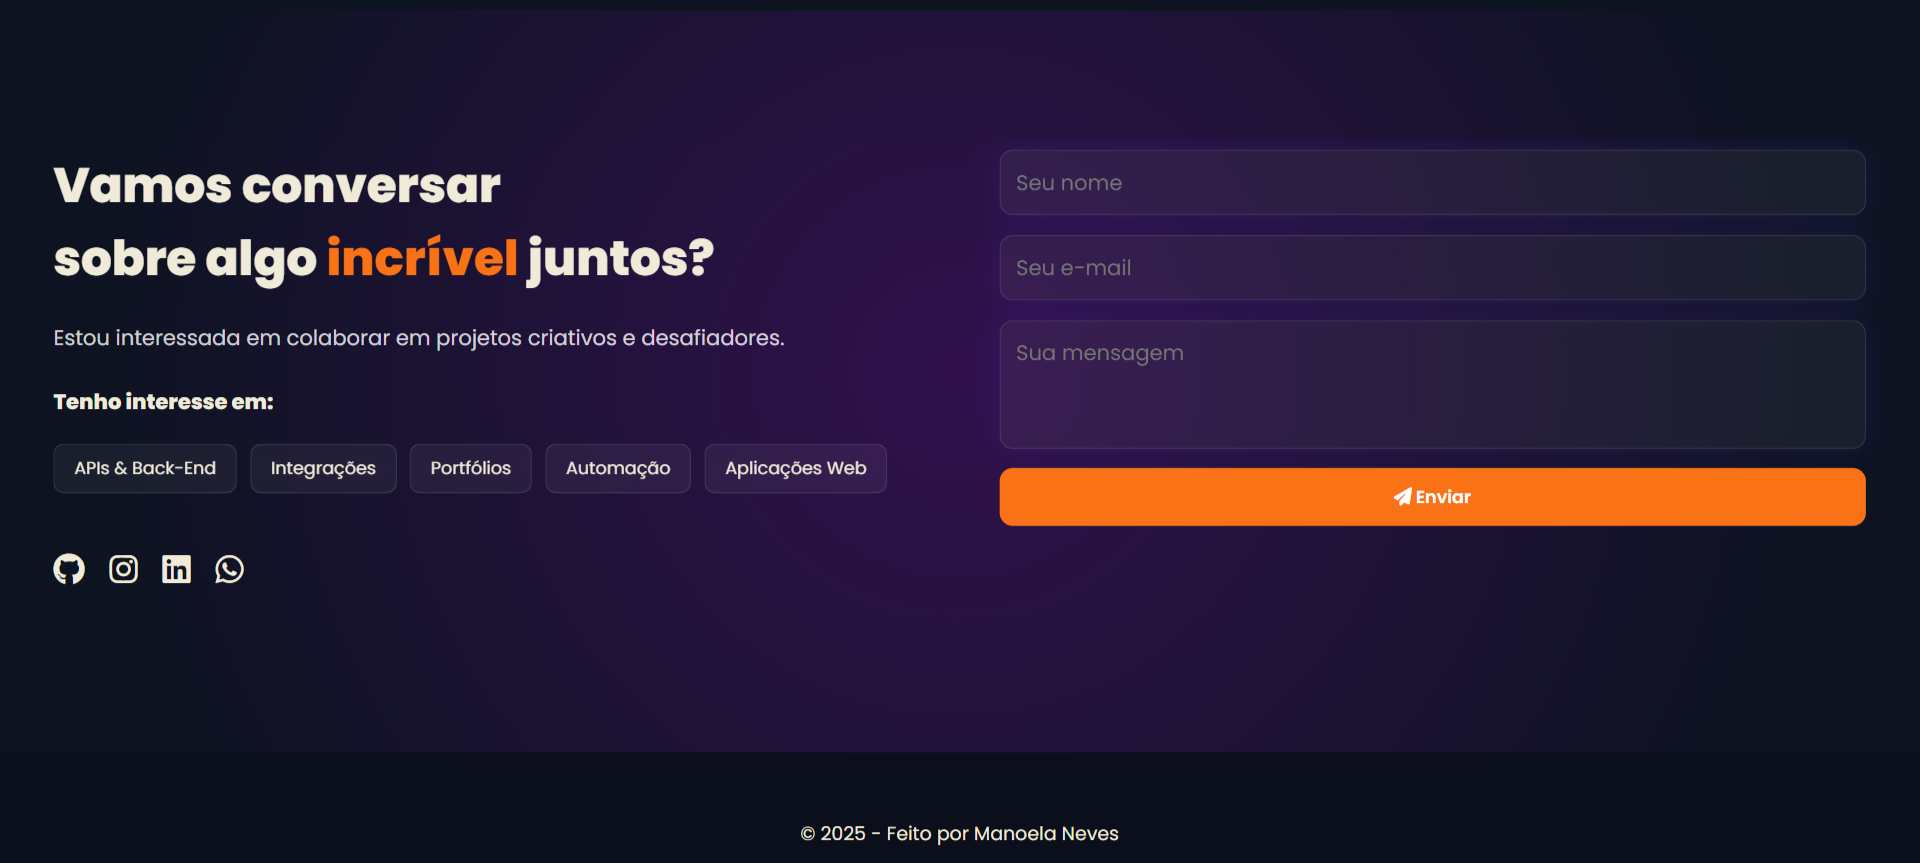 Vamos conversar
sobre algo incrível juntos?
Estou interessada em colaborar em projetos criativos e desafiadores.
Tenho interesse em:
APIs & Back-End
Integrações
Portfólios
Automação
Aplicações Web
Seu nome
Seu e-mail
Sua mensagem
Enviar
© 2025 - Feito por Manoela Neves